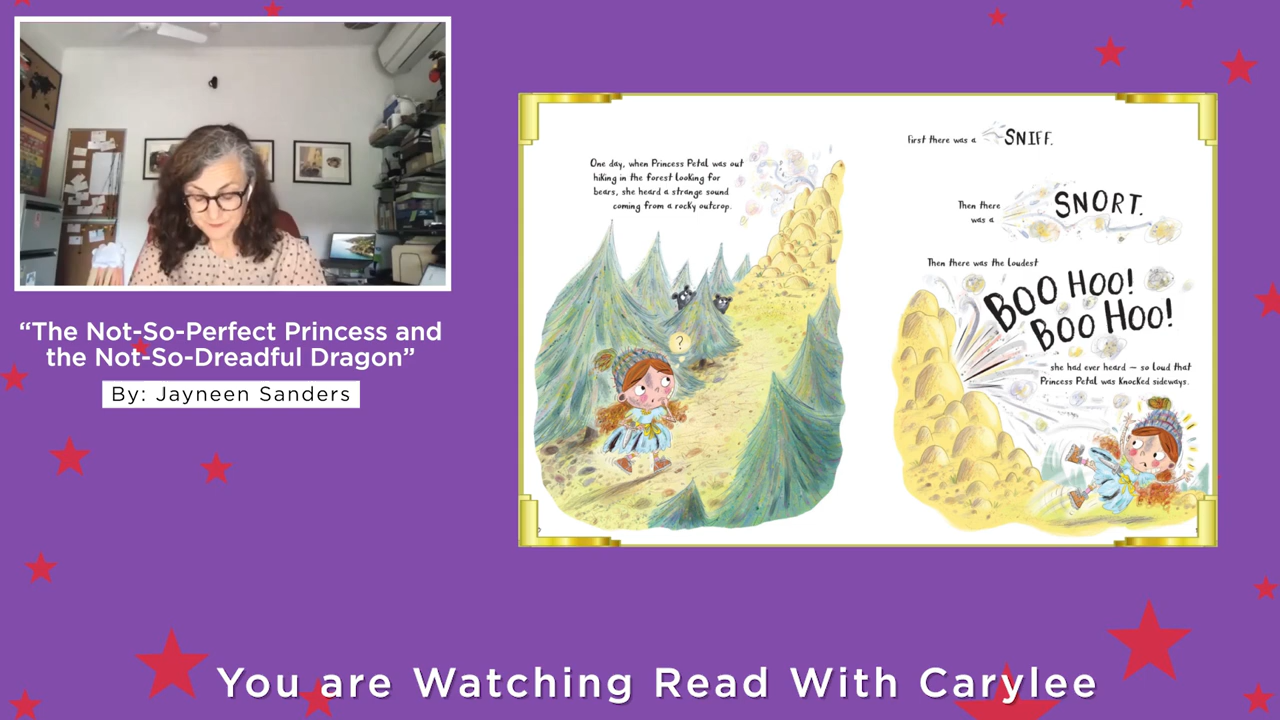 “The Not-So-Perfect Princess and
the Not-So-Dreadful Dragon”
By: Jayneen Sanders
One day, when Princess Petal was out
hiking in the forest looking for
bears, she heard a strange sound
coming from a rocky outcrop.
?
First there was a SNIFF.
Then there
was a SNORT.
Then there was the loudest
BOO HOO!
BOO HOO!
she had ever heard – so loud that
Princess Petal was knocked sideways.
You are Watching Read With Carylee